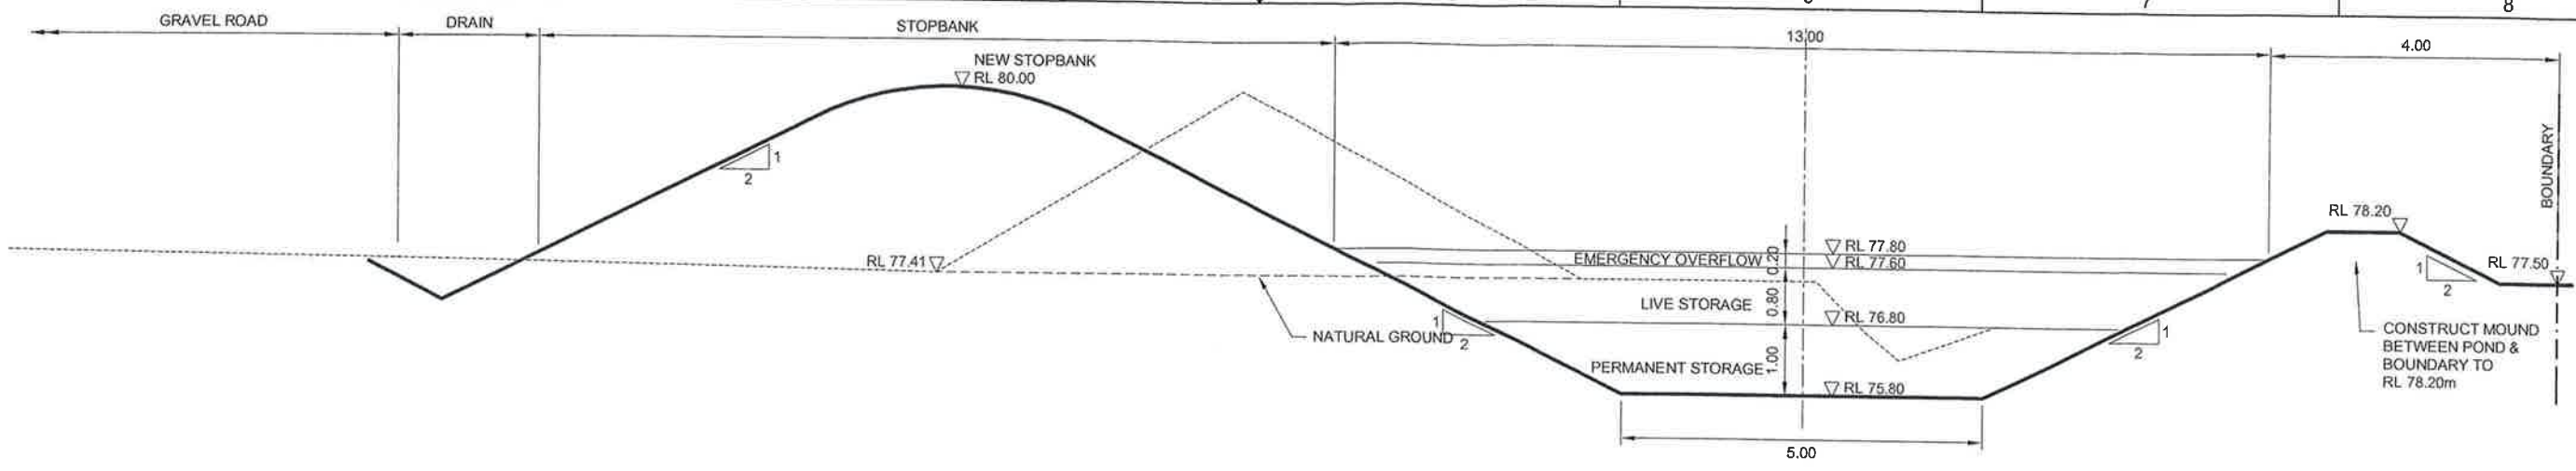 7
8
GRAVEL ROAD
DRAIN
STOPBANK
13.00
4.00
NEW STOPBANK
RL 80.00
BOUNDARY
1
2
RL 78.20
RL 77.41
RL 77.80
EMERGENCY OVERFLOW
0.20
RL 77.60
1
2
RL 77.50
LIVE STORAGE
0.80
RL 76.80
NATURAL GROUND
1
2
1
2
CONSTRUCT MOUND
BETWEEN POND &
BOUNDARY TO
RL 78.20m
PERMANENT STORAGE
1.00
RL 75.80
5.00